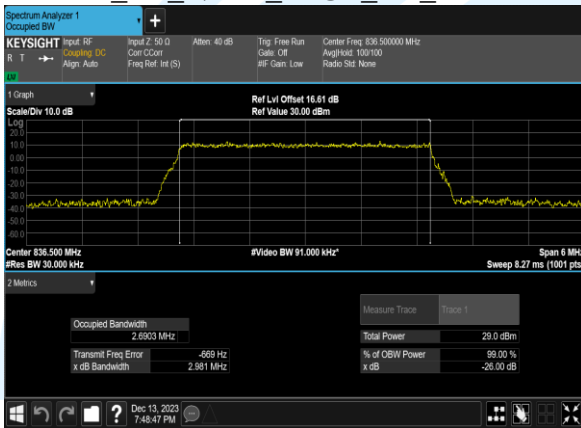 Spectrum Analyzer 1
Occupied BW
+
KEYSIGHT Input: RF Input Z: 50 Ω Atten: 40 dB Trig: Free Run Center Freq: 836.500000 MHz
R T Coupling: DC Corr CCorr Gate: Off Avg|Hold: 100/100
Align: Auto Freq Ref: Int (S) #IF Gain: Low Radio Std: None
LVI
1 Graph
Ref Lvl Offset 16.61 dB
Scale/Div 10.0 dB Ref Value 30.00 dBm
Log
20.0
10.0
0.00
-10.0
-20.0
-30.0
-40.0
-50.0
-60.0
Center 836.500 MHz #Video BW 91.000 kHz* Span 6 MHz
#Res BW 30.000 kHz Sweep 8.27 ms (1001 pts
2 Metrics
Measure Trace Trace 1
Occupied Bandwidth
2.6903 MHz Total Power 29.0 dBm
Transmit Freq Error -669 Hz % of OBW Power 99.00 %
x dB Bandwidth 2.981 MHz x dB -26.00 dB
?
Dec 13, 2023
7:48:47 PM